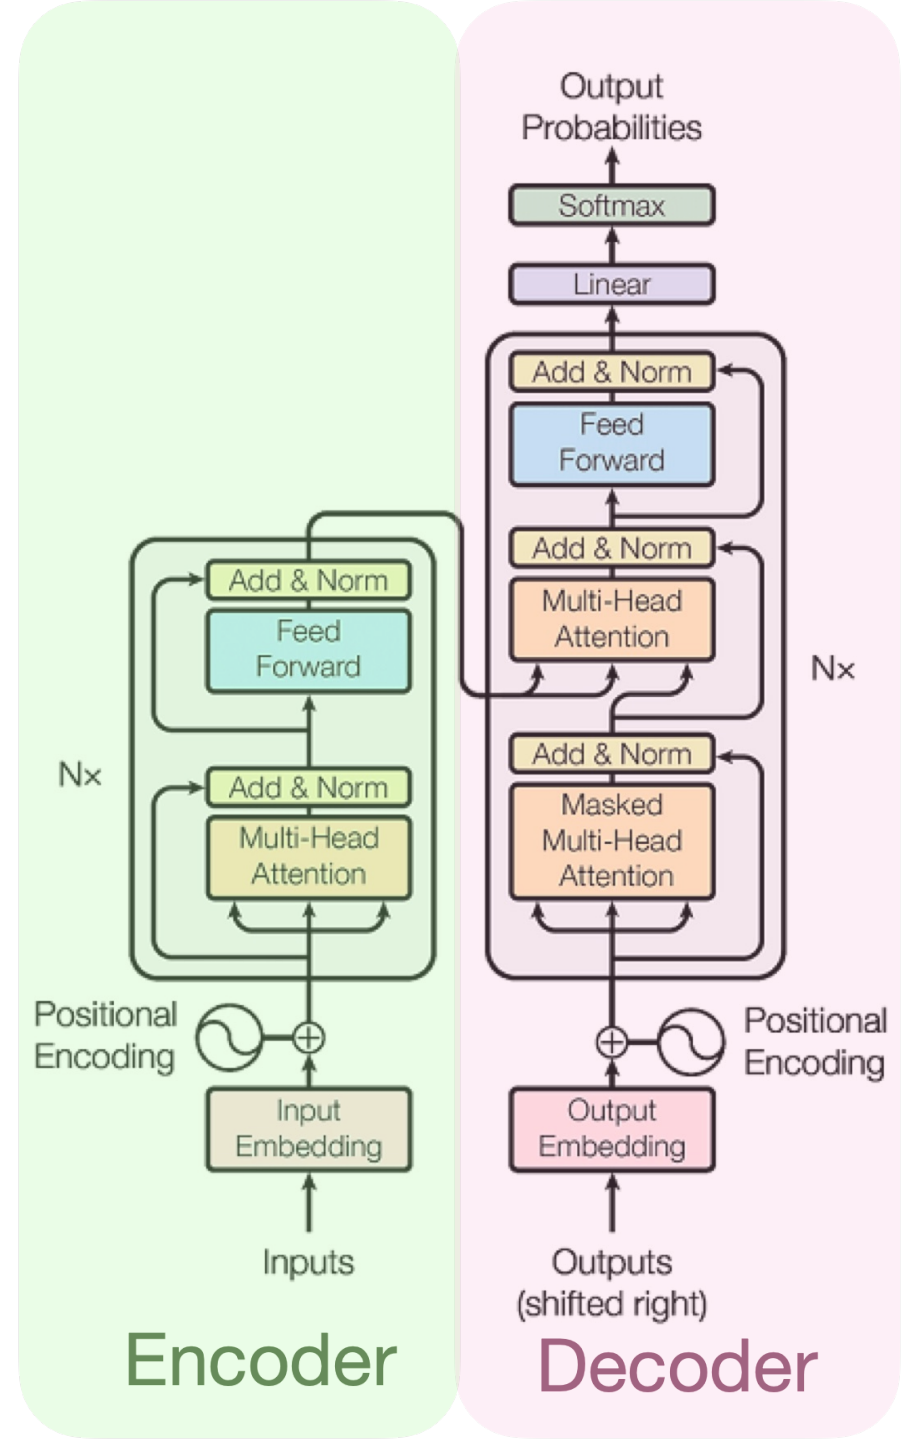 Output
Probabilities
Softmax
Linear
Add & Norm
Feed
Forward
Add & Norm
Multi-Head
Attention
Nx
Add & Norm
Masked
Multi-Head
Attention
Positional
Encoding
Output
Embedding
Outputs
(shifted right)
Decoder
Add & Norm
Feed
Forward
Nx
Add & Norm
Multi-Head
Attention
Positional
Encoding
Input
Embedding
Inputs
Encoder